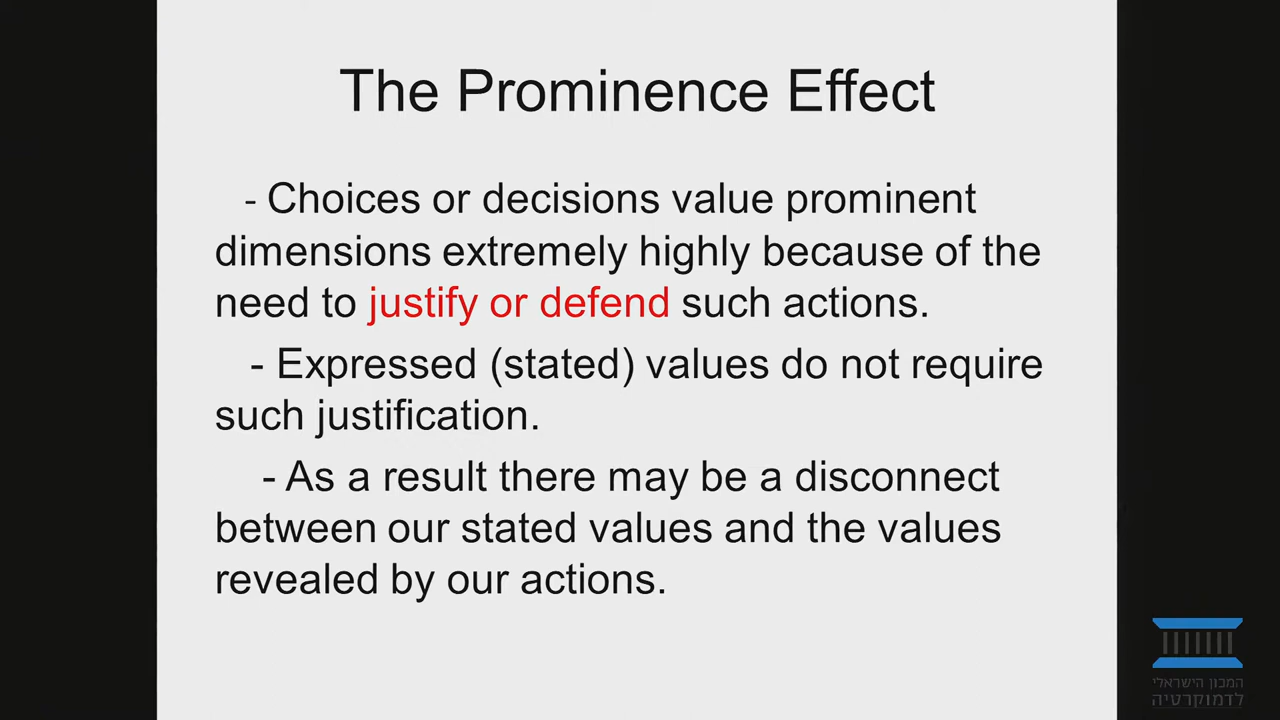 The Prominence Effect
- Choices or decisions value prominent
dimensions extremely highly because of the
need to justify or defend such actions.
- Expressed (stated) values do not require
such justification.
- As a result there may be a disconnect
between our stated values and the values
revealed by our actions.
המכון הישראלי
לדמוקרטיה